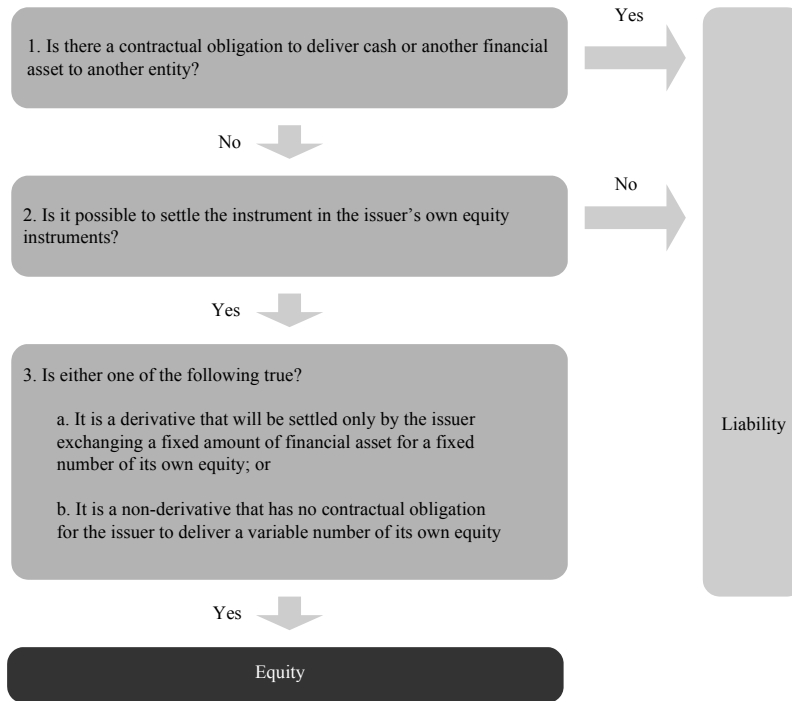 Yes
1. Is there a contractual obligation to deliver cash or another financial
asset to another entity?
No
No
2. Is it possible to settle the instrument in the issuer’s own equity
instruments?
Yes
3. Is either one of the following true?
a. It is a derivative that will be settled only by the issuer
exchanging a fixed amount of financial asset for a fixed
number of its own equity; or
b. It is a non-derivative that has no contractual obligation
for the issuer to deliver a variable number of its own equity
Liability
Yes
Equity